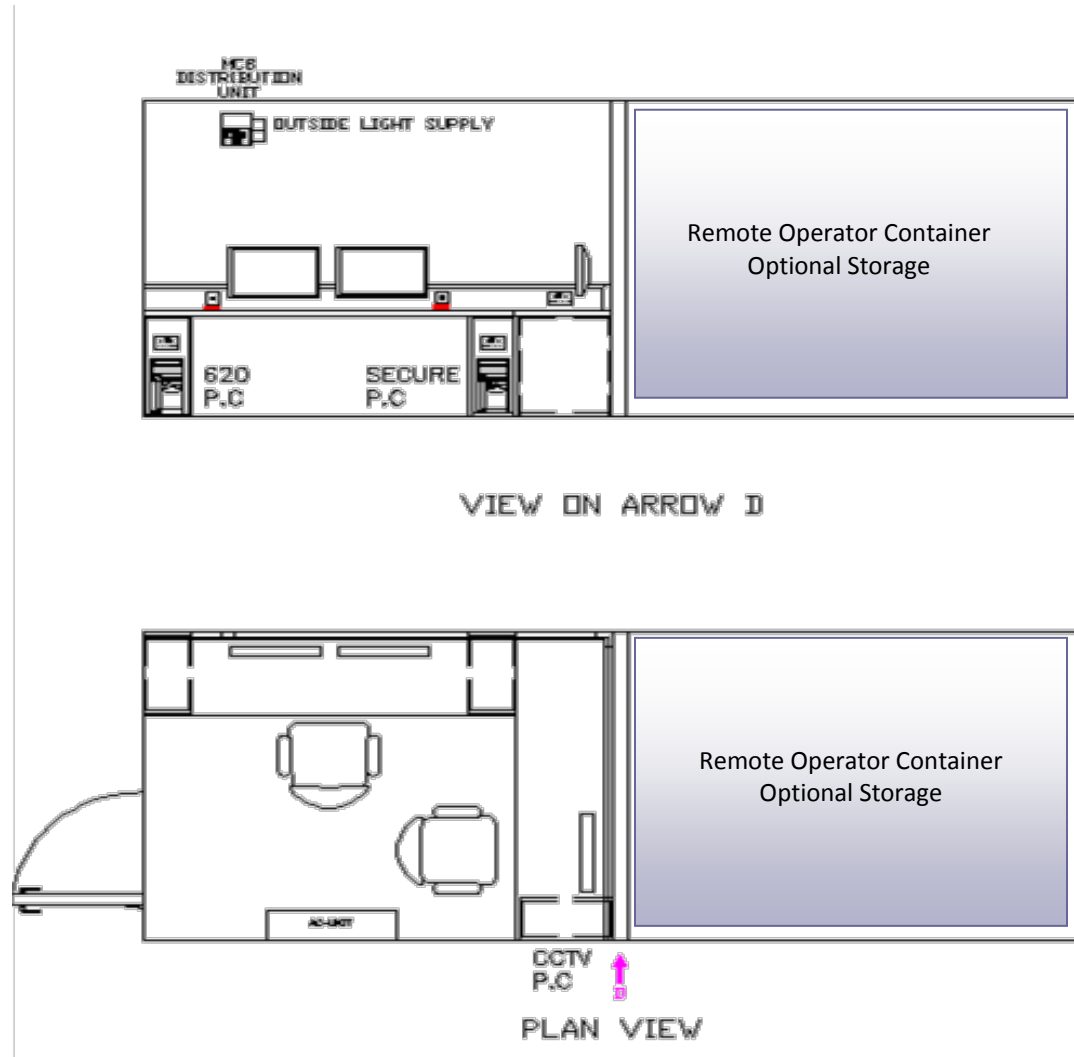 MCB
DISTRIBUTION
UNIT
OUTSIDE LIGHT SUPPLY
Remote Operator Container
Optional Storage
620
P.C
SECURE
P.C
VIEW ON ARROW D
Remote Operator Container
Optional Storage
AC-UNIT
CCTV
P.C
D
PLAN VIEW